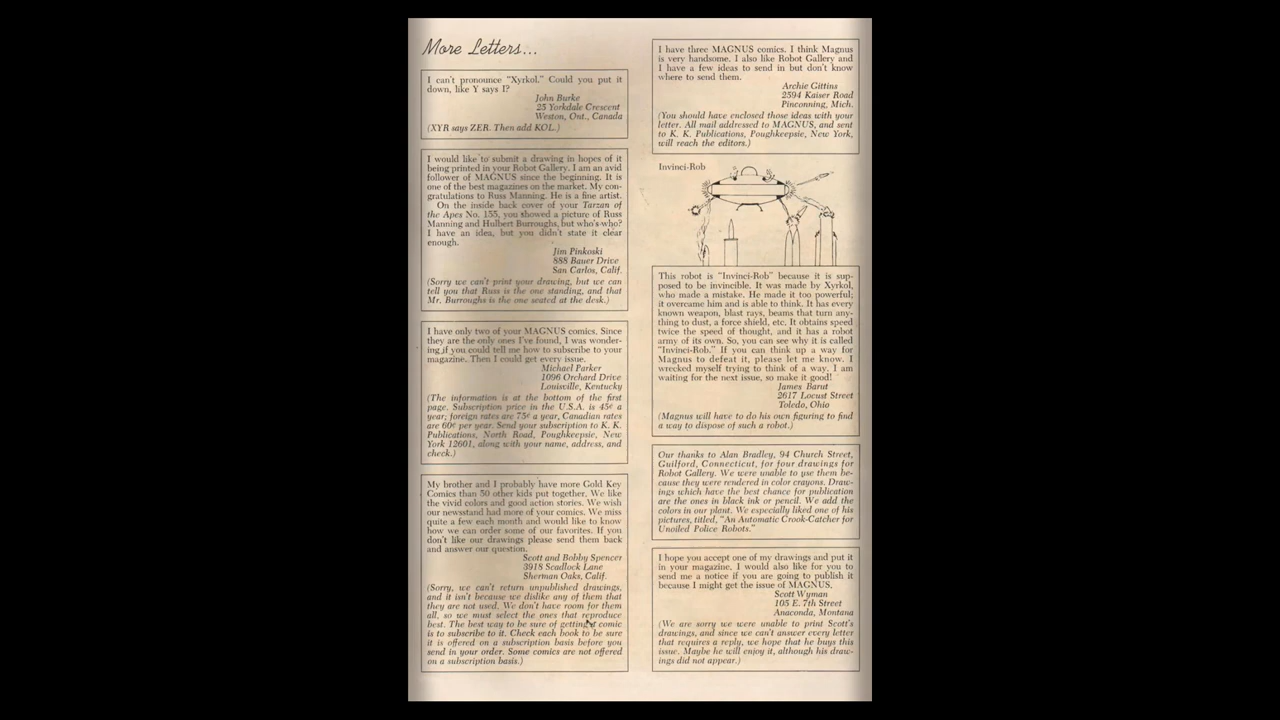 More Letters...
I can't pronounce "Xyrkol." Could you put it
down, like Y says I?
John Burke
25 Yorkdale Crescent
Weston, Ont., Canada
(XYR says ZER. Then add KOL.)
I would like to submit a drawing in hopes of it
being printed in your Robot Gallery. I am an avid
follower of MAGNUS since the beginning. It is
one of the best magazines on the market. My con-
gratulations to Russ Manning. He is a fine artist.
On the inside back cover of your Tarzan of
the Apes No. 155, you showed a picture of Russ
Manning and Hulbert Burroughs, but who's who?
I have an idea, but you didn't state it clear
enough.
Jim Pinkoski
888 Bauer Drive
San Carlos, Calif.
(Sorry we can't print your drawing, but we can
tell you that Russ is the one standing, and that
Mr. Burroughs is the one seated at the desk.)
I have only two of your MAGNUS comics. Since
they are the only ones I've found, I was wonder-
ing if you could tell me how to subscribe to your
magazine. Then I could get every issue.
Michael Parker
1096 Orchard Drive
Louisville, Kentucky
(The information is at the bottom of the first
page. Subscription price in the U.S.A. is 45¢ a
year; foreign rates are 75¢ a year, Canadian rates
are 60¢ per year. Send your subscription to K. K.
Publications, North Road, Poughkeepsie, New
York 12601, along with your name, address, and
check.)
My brother and I probably have more Gold Key
Comics than 50 other kids put together. We like
the vivid colors and good action stories. We wish
our newsstand had more of your comics. We miss
quite a few each month and would like to know
how we can order some of our favorites. If you
don't like our drawings please send them back
and answer our question.
Scott and Bobby Spencer
3918 Scadlock Lane
Sherman Oaks, Calif.
(Sorry, we can't return unpublished drawings,
and it isn't because we dislike any of them that
they are not used. We don't have room for them
all, so we must select the ones that reproduce
best. The best way to be sure of getting a comic
is to subscribe to it. Check each book to be sure
it is offered on a subscription basis before you
send in your order. Some comics are not offered
on a subscription basis.)
I have three MAGNUS comics. I think Magnus
is very handsome. I also like Robot Gallery and
I have a few ideas to send in but don't know
where to send them.
Archie Gittins
2594 Kaiser Road
Pinconning, Mich.
(You should have enclosed those ideas with your
letter. All mail addressed to MAGNUS, and sent
to K. K. Publications, Poughkeepsie, New York,
will reach the editors.)
Invinci-Rob
This robot is "Invinci-Rob" because it is sup-
posed to be invincible. It was made by Xyrkol,
who made a mistake. He made it too powerful;
it overcame him and is able to think. It has every
known weapon, blast rays, beams that turn any-
thing to dust, a force shield, etc. It obtains speed
twice the speed of thought, and it has a robot
army of its own. So, you can see why it is called
"Invinci-Rob." If you can think up a way for
Magnus to defeat it, please let me know. I
wrecked myself trying to think of a way. I am
waiting for the next issue, so make it good!
James Barut
2617 Locust Street
Toledo, Ohio
(Magnus will have to do his own figuring to find
a way to dispose of such a robot.)
Our thanks to Alan Bradley, 94 Church Street,
Guilford, Connecticut, for four drawings for
Robot Gallery. We were unable to use them be-
cause they were rendered in color crayons. Draw-
ings which have the best chance for publication
are the ones in black ink or pencil. We add the
colors in our plant. We especially liked one of his
pictures, titled, "An Automatic Crook-Catcher for
Unoiled Police Robots."
I hope you accept one of my drawings and put it
in your magazine. I would also like for you to
send me a notice if you are going to publish it
because I might get the issue of MAGNUS.
Scott Wyman
105 E. 7th Street
Anaconda, Montana
(We are sorry we were unable to print Scott's
drawings, and since we can't answer every letter
that requires a reply, we hope that he buys this
issue. Maybe he will enjoy it, although his draw-
ings did not appear.)